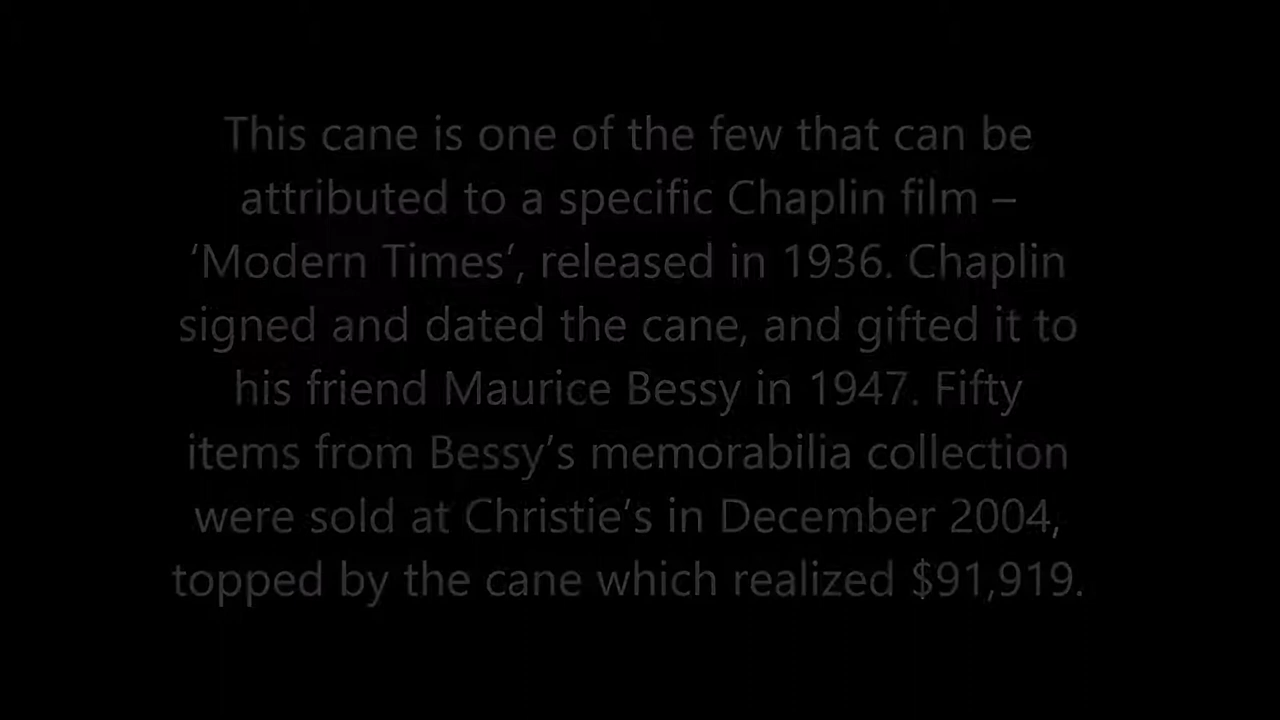 This cane is one of the few that can be
attributed to a specific Chaplin film –
‘Modern Times’, released in 1936. Chaplin
signed and dated the cane, and gifted it to
his friend Maurice Bessy in 1947. Fifty
items from Bessy’s memorabilia collection
were sold at Christie’s in December 2004,
topped by the cane which realized $91,919.